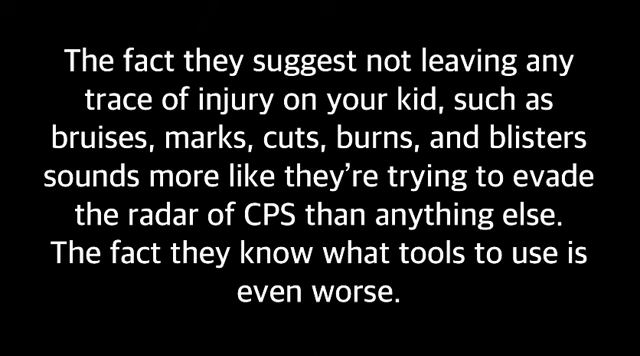 The fact they suggest not leaving any
trace of injury on your kid, such as
bruises, marks, cuts, burns, and blisters
sounds more like they’re trying to evade
the radar of CPS than anything else.
The fact they know what tools to use is
even worse.